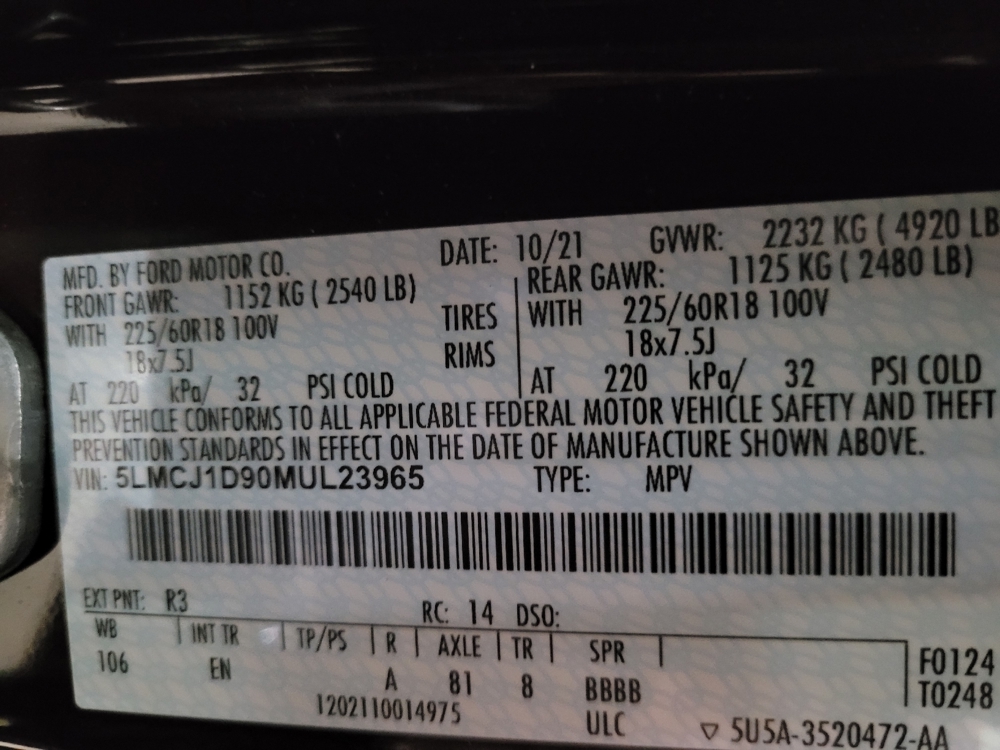 MFD. BY FORD MOTOR CO. DATE: 10/21 GVWR: 2232 KG ( 4920 LB
FRONT GAWR: 1152 KG ( 2540 LB) REAR GAWR: 1125 KG ( 2480 LB)
WITH 225/60R18 100V TIRES WITH 225/60R18 100V
18x7.5J RIMS 18x7.5J
AT 220 kPa/ 32 PSI COLD AT 220 kPa/ 32 PSI COLD
THIS VEHICLE CONFORMS TO ALL APPLICABLE FEDERAL MOTOR VEHICLE SAFETY AND THEFT
PREVENTION STANDARDS IN EFFECT ON THE DATE OF MANUFACTURE SHOWN ABOVE.
VIN: 5LMCJ1D90MUL23965 TYPE: MPV
EXT PNT: R3 RC: 14 DSO:
WB INT TR TP/PS R AXLE TR SPR
106 EN A 81 8 BBBB
F0124
T0248
1202110014975 ULC ▽ 5U5A-3520472-AA